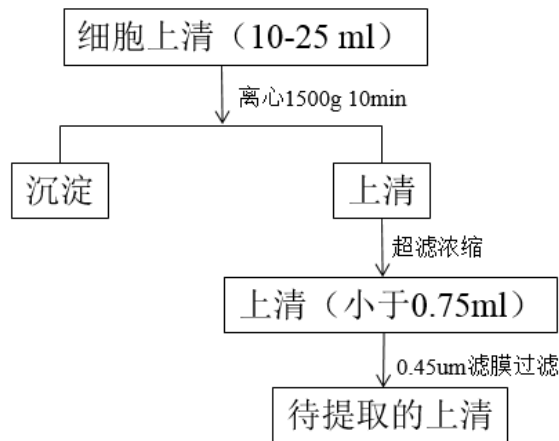 细胞上清（10-25 ml）
离心1500g 10min
沉淀
上清
超滤浓缩
上清（小于0.75ml）
0.45um滤膜过滤
待提取的上清